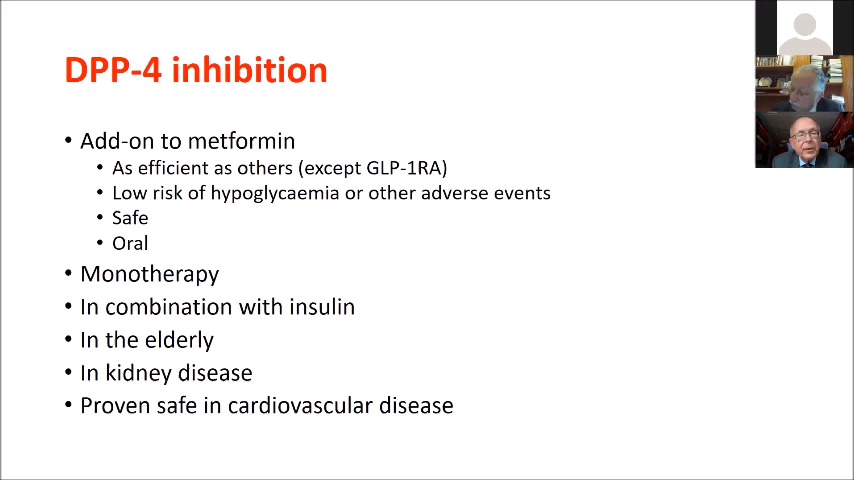 DPP-4 inhibition
• Add-on to metformin
• As efficient as others (except GLP-1RA)
• Low risk of hypoglycaemia or other adverse events
• Safe
• Oral
• Monotherapy
• In combination with insulin
• In the elderly
• In kidney disease
• Proven safe in cardiovascular disease